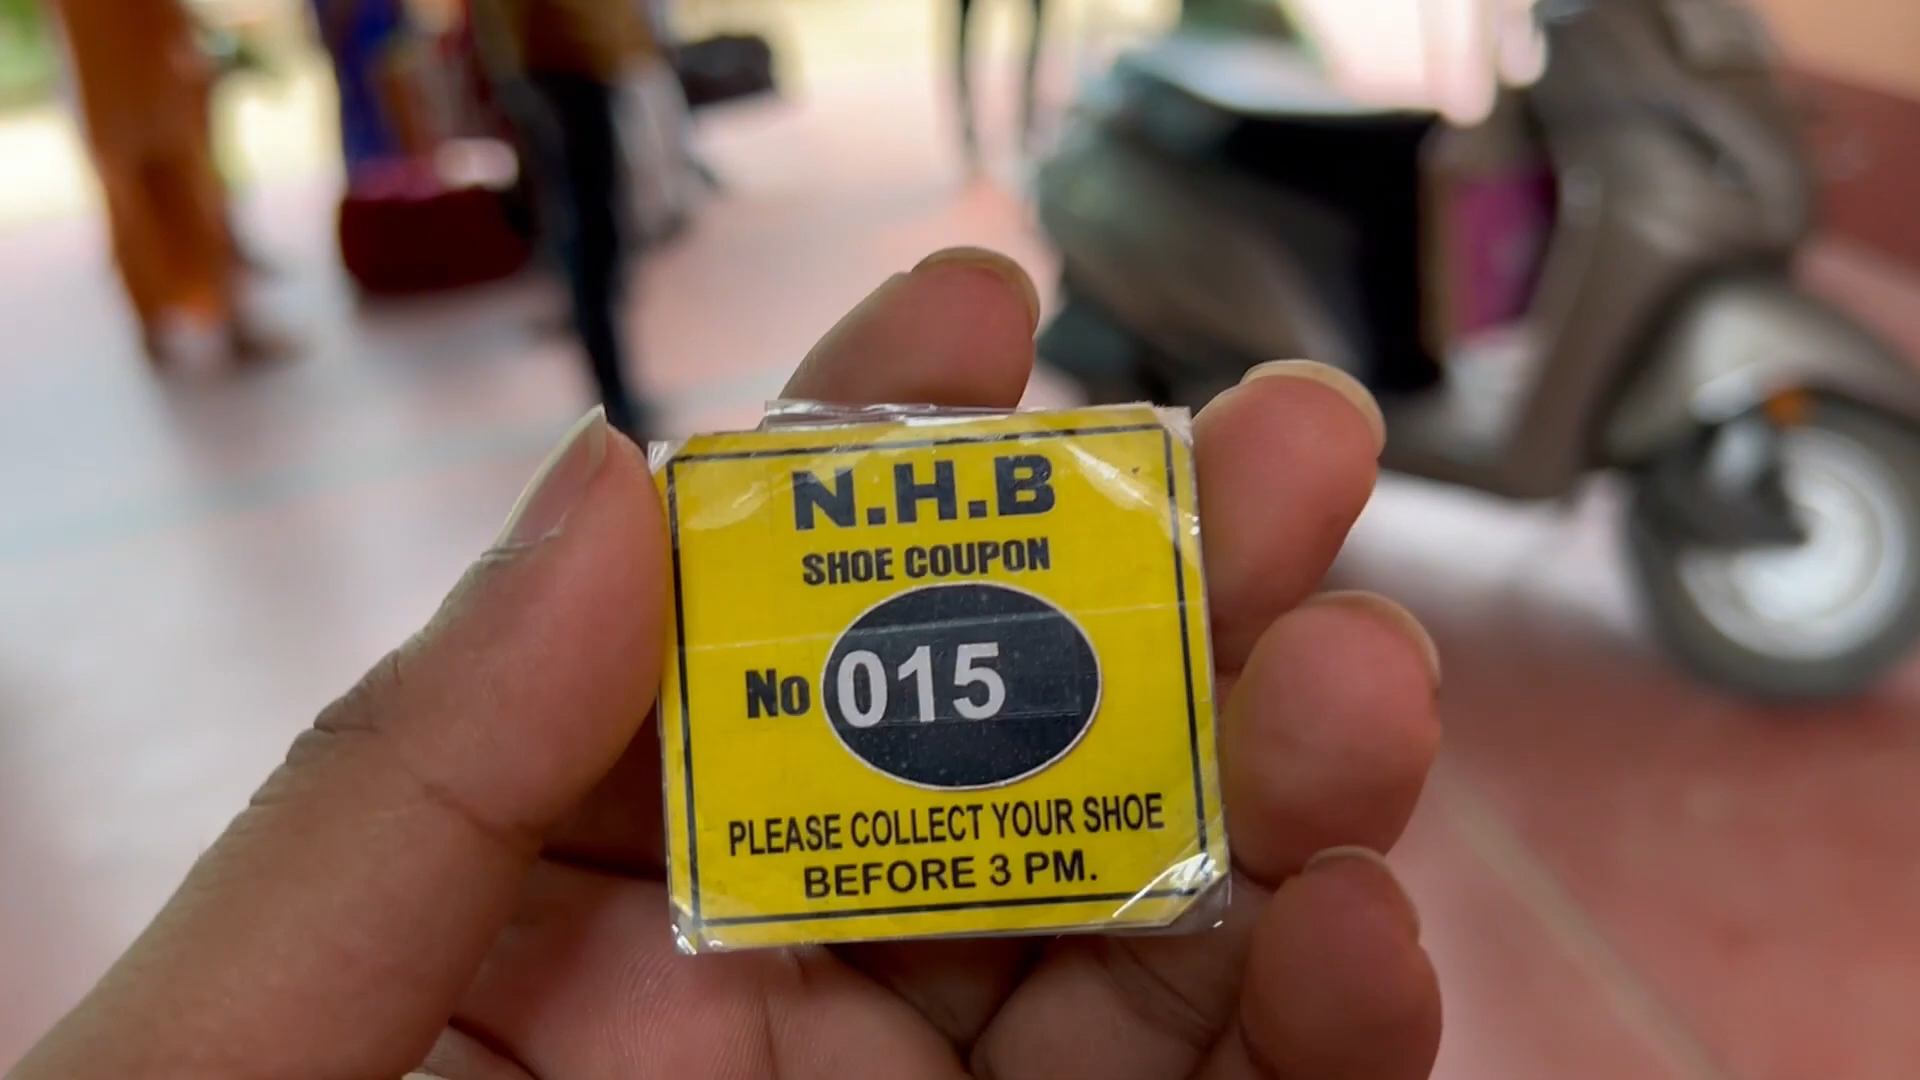 N.H.B
SHOE COUPON
No 015
PLEASE COLLECT YOUR SHOE
BEFORE 3 PM.